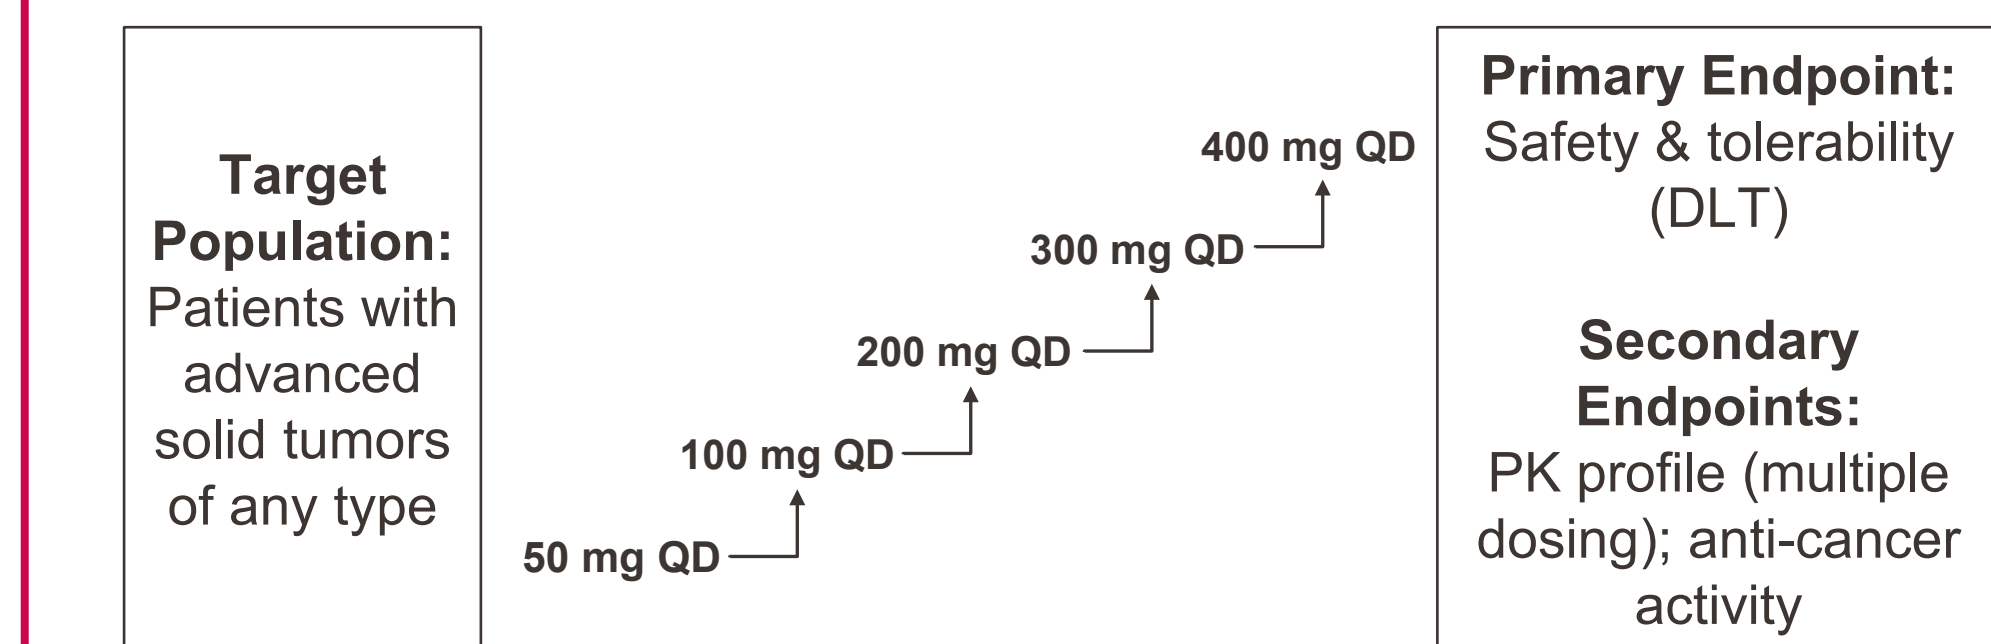 Target
Population:
Patients with
advanced
solid tumors
of any type
50 mg QD
100 mg QD
200 mg QD
300 mg QD
400 mg QD
Primary Endpoint:
Safety & tolerability
(DLT)
Secondary
Endpoints:
PK profile (multiple
dosing); anti-cancer
activity